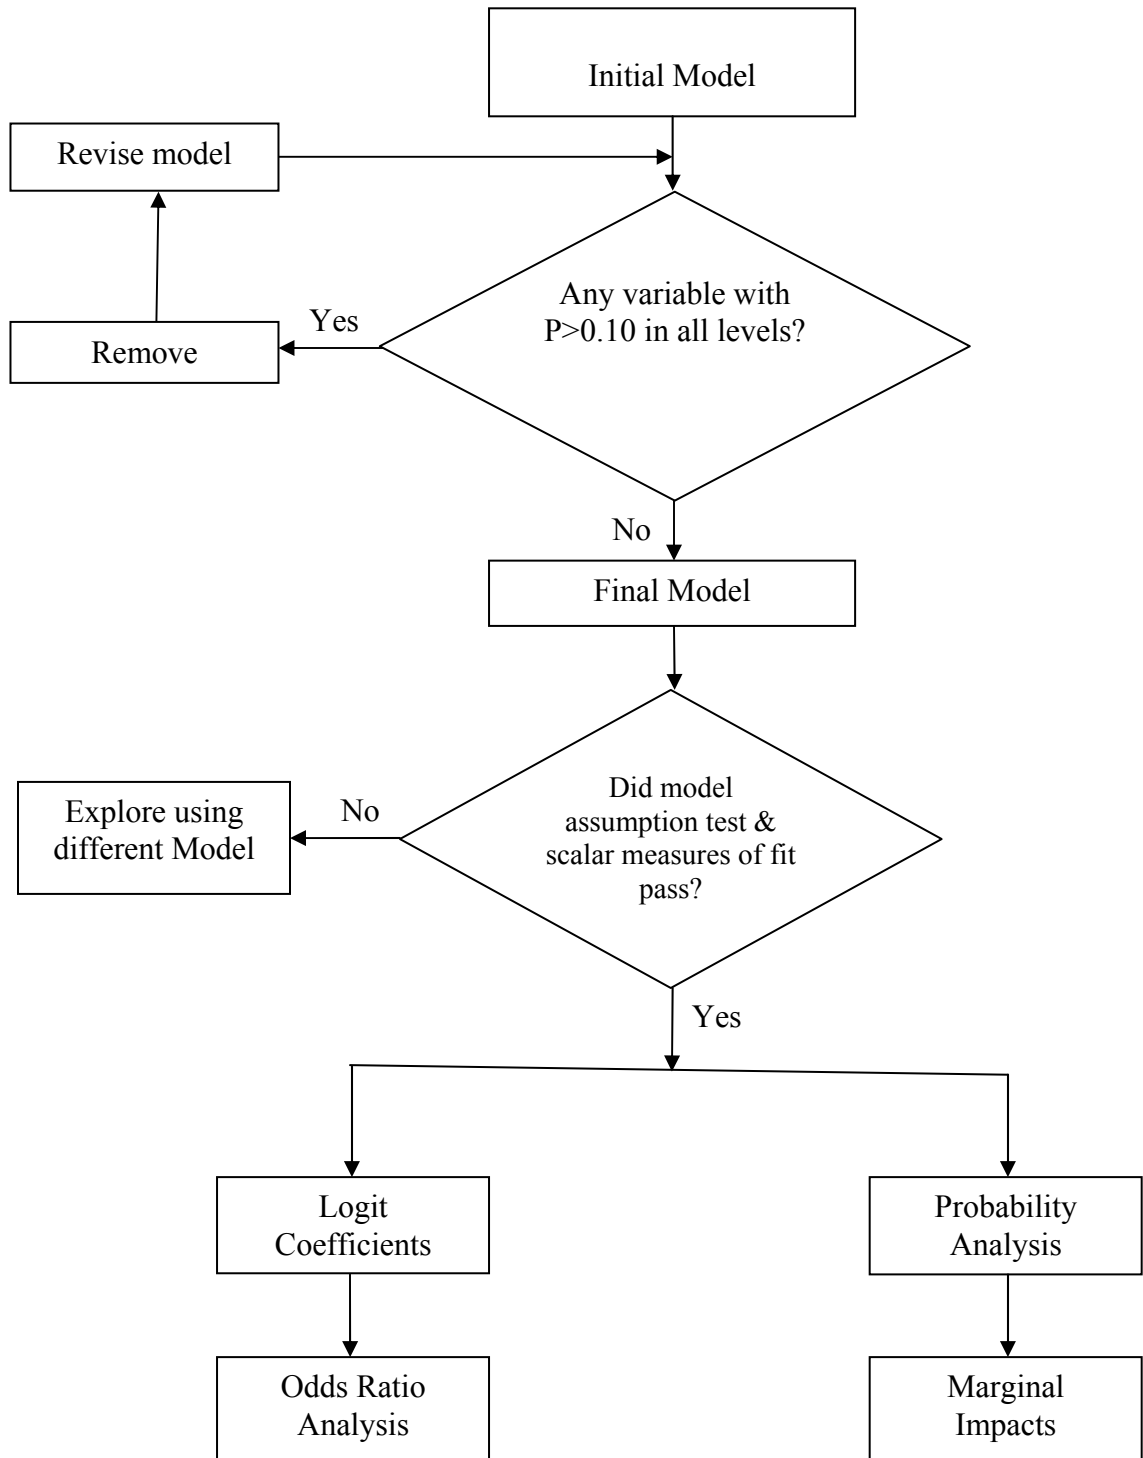 Initial Model
Revise model
Any variable with
P>0.10 in all levels?
Yes
Remove
No
Final Model
Did model
assumption test &
scalar measures of fit
pass?
No
Explore using
different Model
Yes
Logit
Coefficients
Probability
Analysis
Odds Ratio
Analysis
Marginal
Impacts